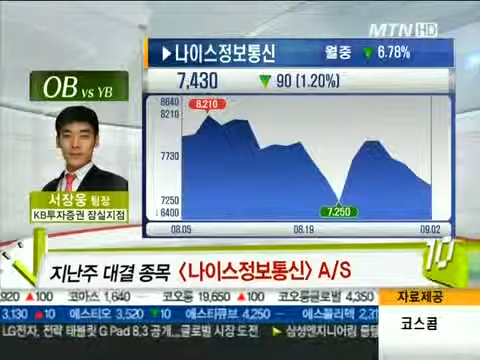 MTN HD
▶나이스정보통신 월중 ▼ 6.78%
7,430 ▼ 90 (1.20%)
OB vs YB
8640
8210
7730
7250
6400
8,210
7,250
08.05 08.19 09.02
서장웅 팀장
KB투자증권 잠실지점
지난주 대결 종목 <나이스정보통신> A/S
10
,920 ▲100 코아스 1,640 — 코오롱 19,650 ▲100 코오롱글로벌 4,350
3,130 ▲10 에스티오 3,520 ▼10 에스티큐브 4,250 — 에스폴리텍
LG전자, 전략 태블릿 G Pad 8.3 공개...글로벌 시장 도전 ▶삼성엔지니어링
자료제공
코스콤